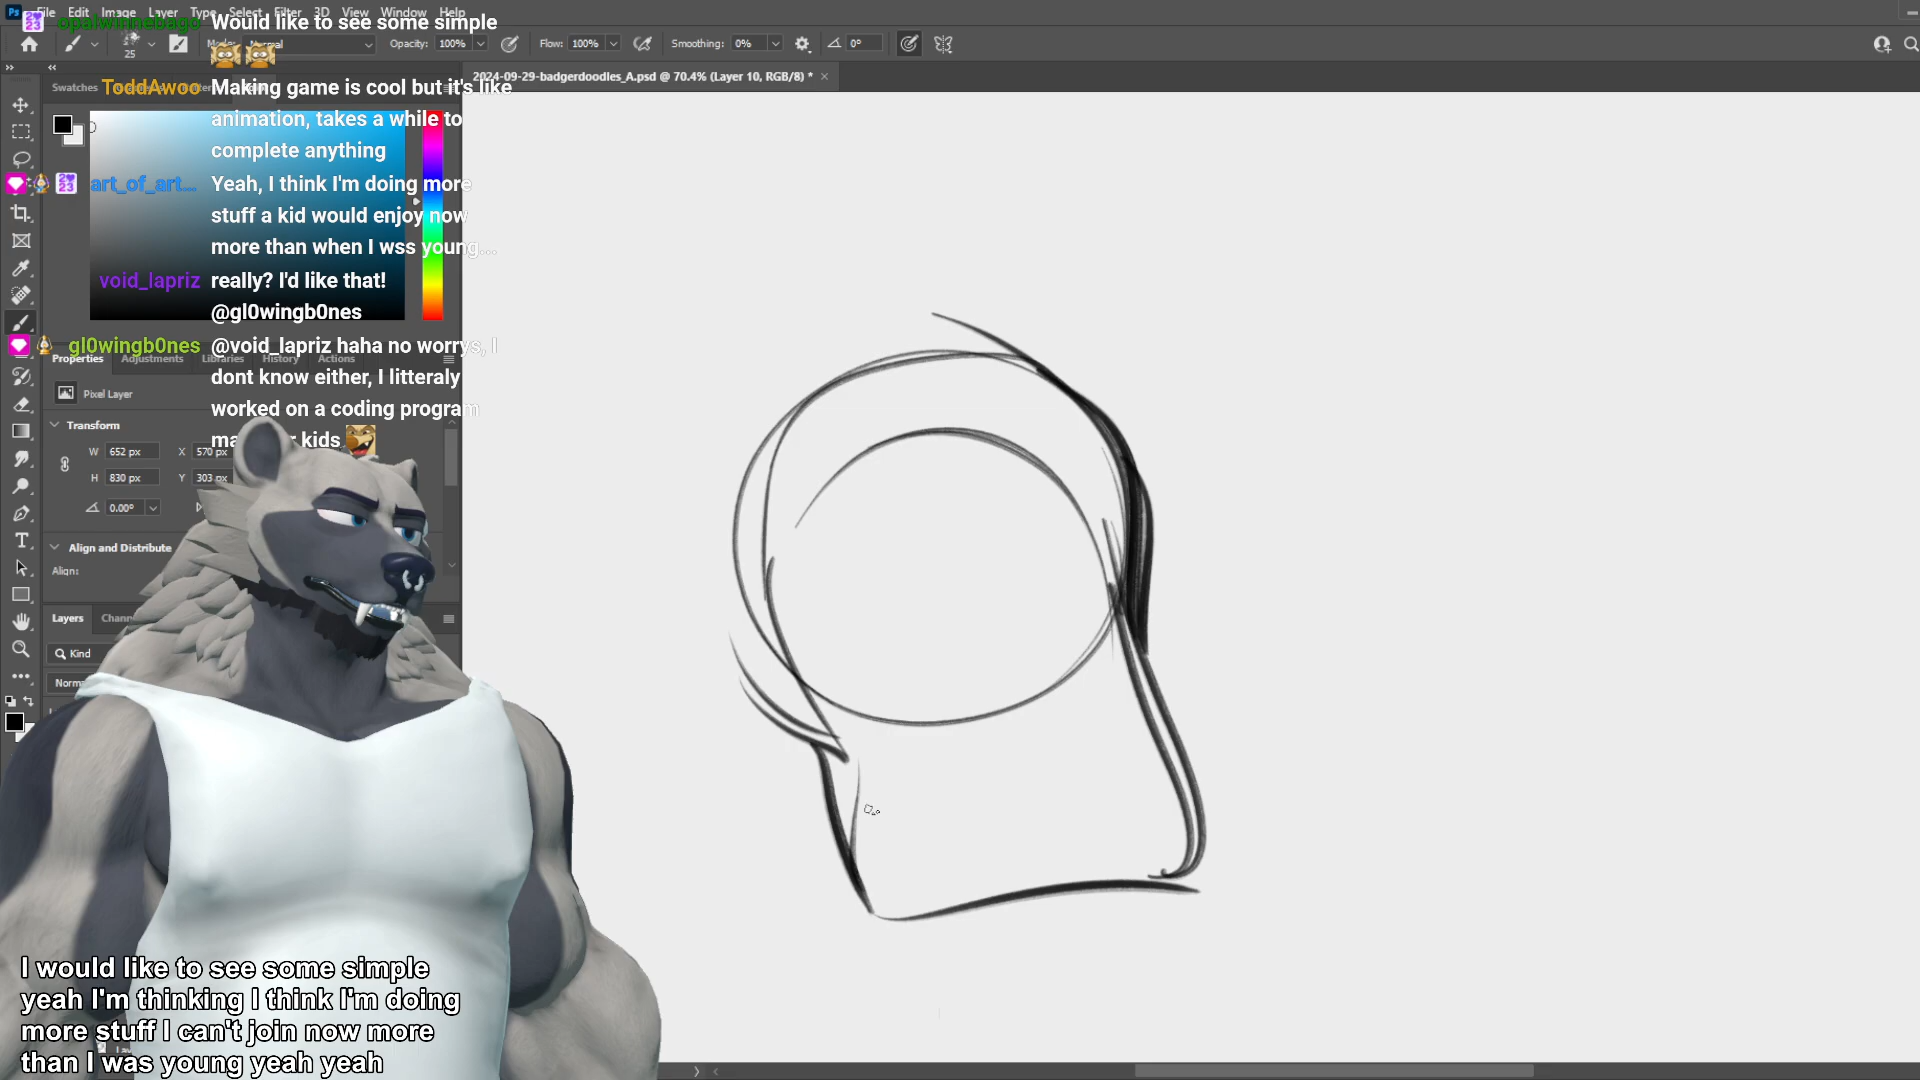 File Edit Image Layer Type Select Filter 3D View Window Help
opalwinnebago Would like to see some simple
25 Mode: Normal Opacity: 100% Flow: 100% Smoothing: 0% 0°
2024-09-29-badgerdoodles_A.psd @ 70.4% (Layer 10, RGB/8) * ×
Swatches
ToddAwoo Making game is cool but it's like
animation, takes a while to
complete anything
art_of_art... Yeah, I think I'm doing more
stuff a kid would enjoy now
more than when I wss young...
void_lapriz really? I'd like that!
@gl0wingb0nes
gl0wingb0nes @void_lapriz haha no worrys, I
dont know either, I litteraly
worked on a coding program
kids
Properties Adjustments Libraries History Actions
Pixel Layer
Transform
W 652 px X 570 px
H 830 px Y 303 px
0.00°
Align and Distribute
Align:
Layers
Kind
I would like to see some simple
yeah I'm thinking I think I'm doing
more stuff I can't join now more
than I was young yeah yeah